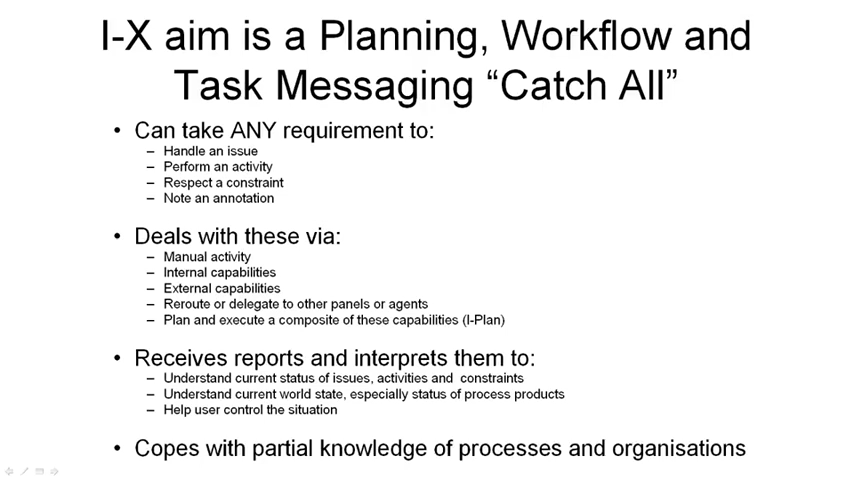 I-X aim is a Planning, Workflow and
Task Messaging “Catch All”
• Can take ANY requirement to:
– Handle an issue
– Perform an activity
– Respect a constraint
– Note an annotation
• Deals with these via:
– Manual activity
– Internal capabilities
– External capabilities
– Reroute or delegate to other panels or agents
– Plan and execute a composite of these capabilities (I-Plan)
• Receives reports and interprets them to:
– Understand current status of issues, activities and constraints
– Understand current world state, especially status of process products
– Help user control the situation
• Copes with partial knowledge of processes and organisations